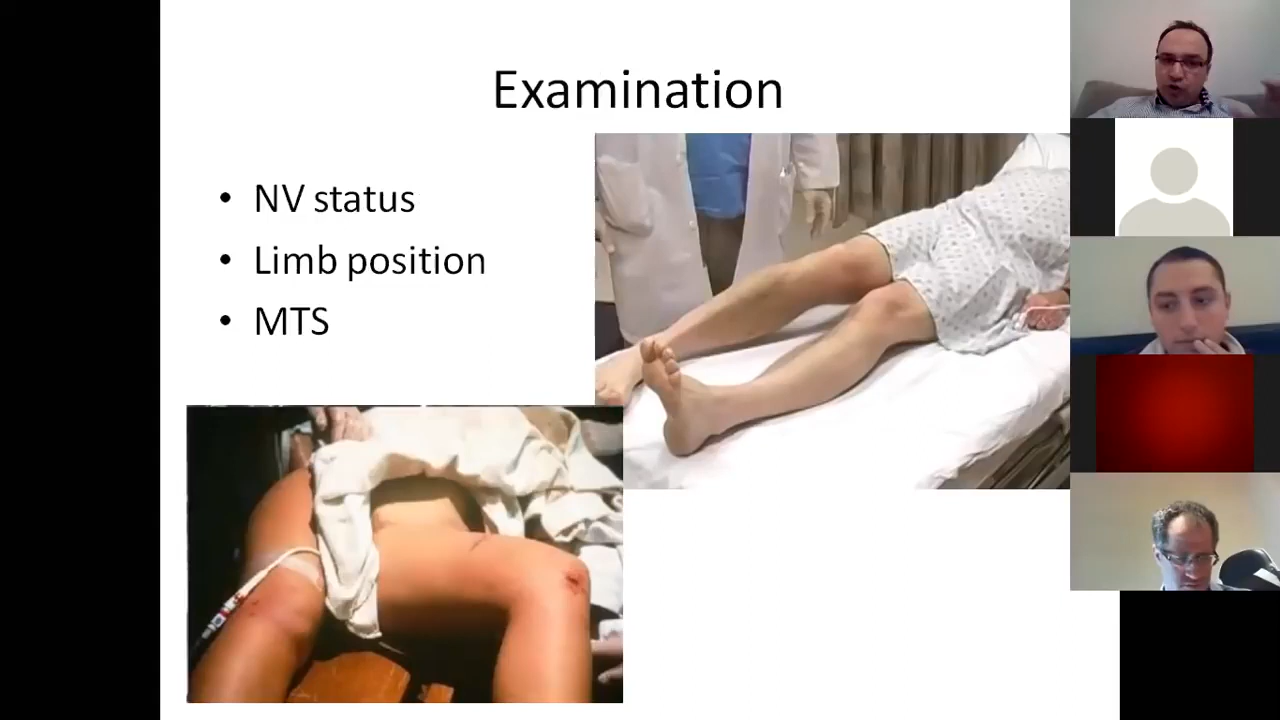 Examination
• NV status
• Limb position
• MTS